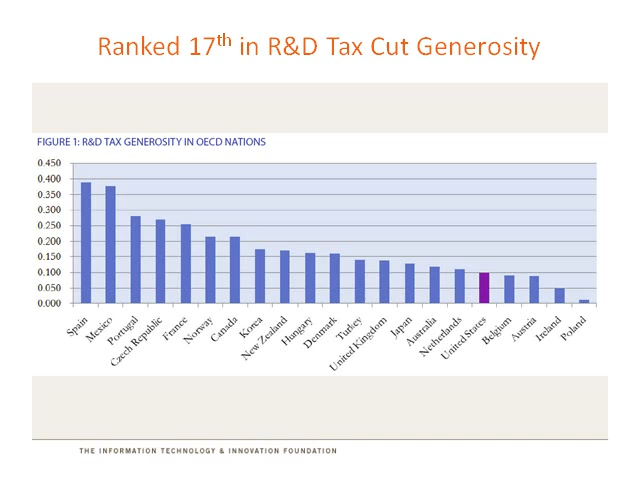 Ranked 17th in R&D Tax Cut Generosity
FIGURE 1: R&D TAX GENEROSITY IN OECD NATIONS
0.450
0.400
0.350
0.300
0.250
0.200
0.150
0.100
0.050
0.000
Spain
Mexico
Portugal
Czech Republic
France
Norway
Canada
Korea
New Zealand
Hungary
Denmark
Turkey
United Kingdom
Japan
Australia
Netherlands
United States
Belgium
Austria
Ireland
Poland
THE INFORMATION TECHNOLOGY & INNOVATION FOUNDATION